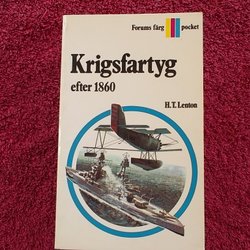 Forums färg pocket
Krigsfartyg
efter 1860
H.T. Lenton